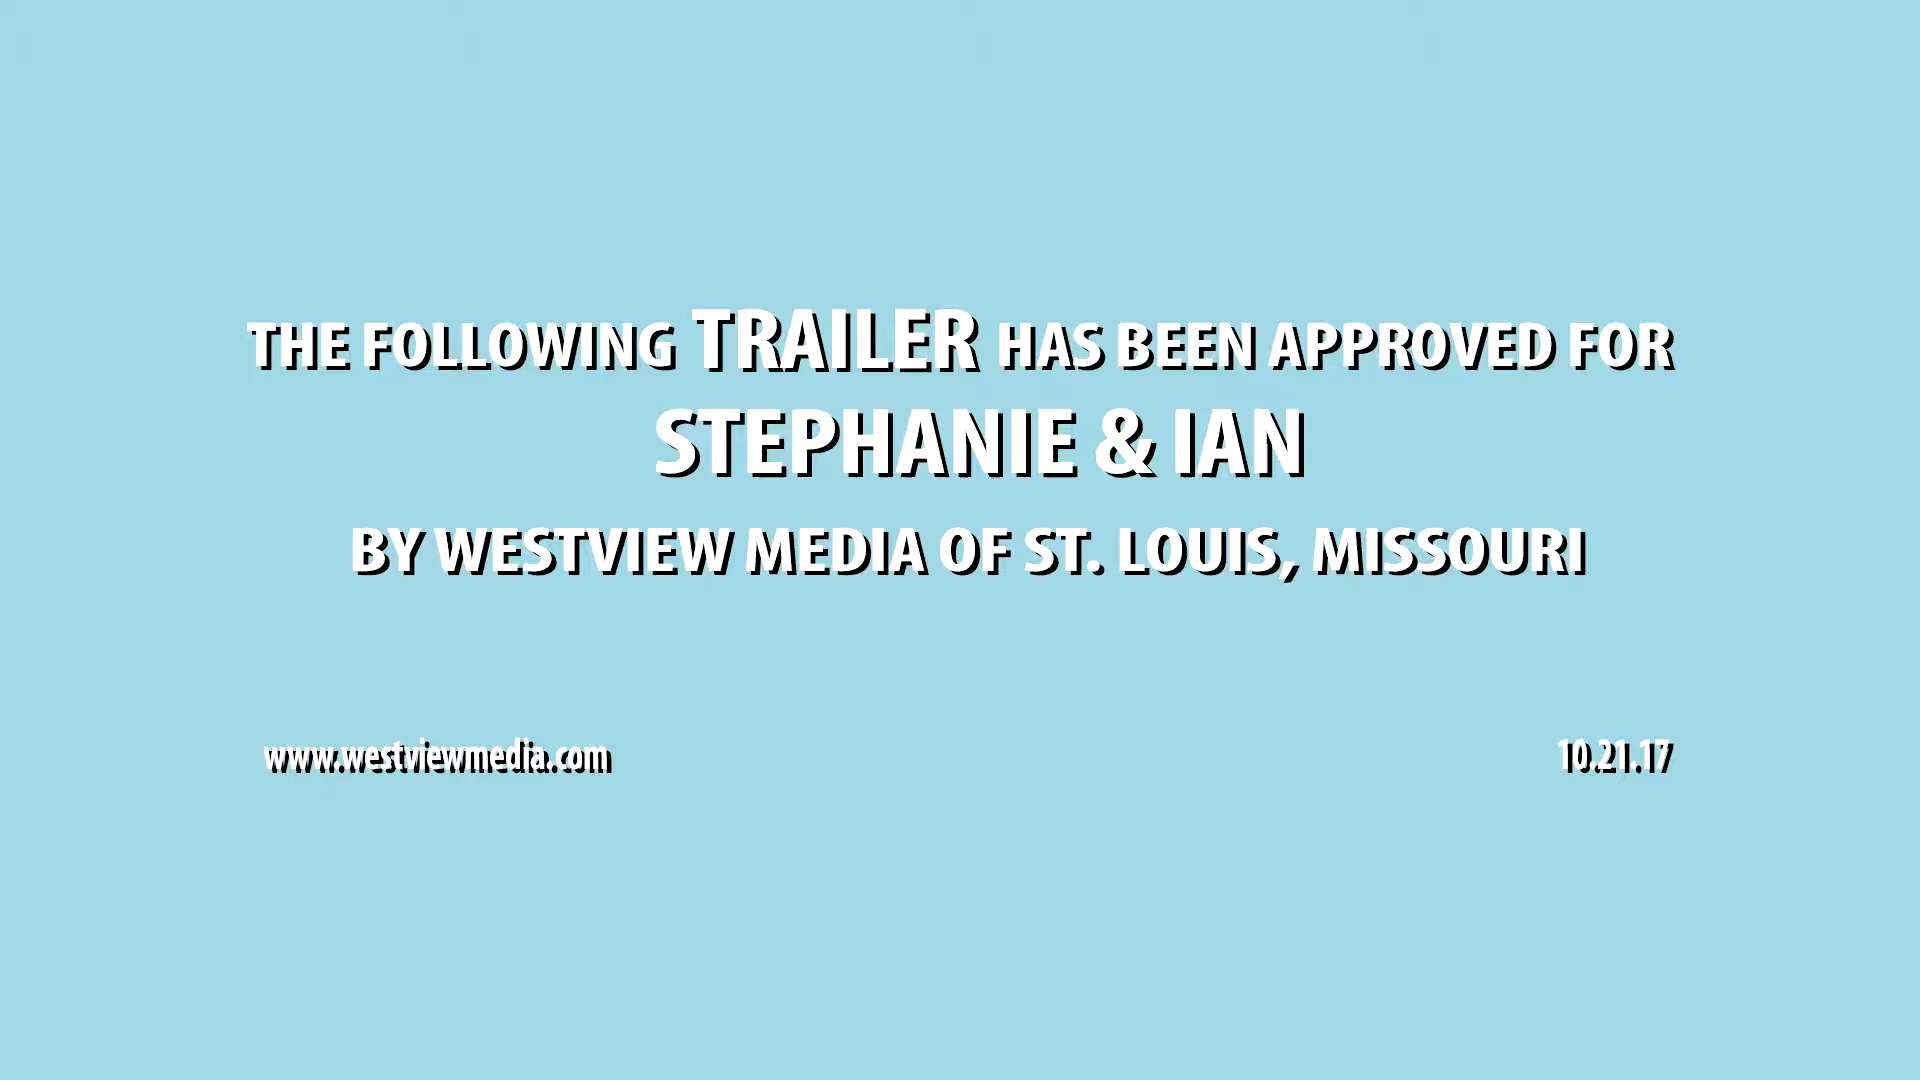 THE FOLLOWING TRAILER HAS BEEN APPROVED FOR
STEPHANIE & IAN
BY WESTVIEW MEDIA OF ST. LOUIS, MISSOURI
www.westviewmedia.com
10.21.17